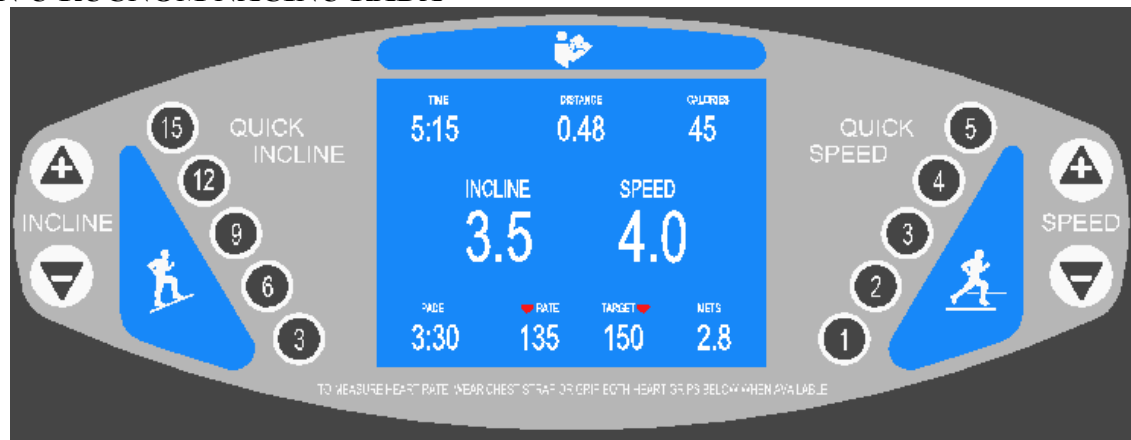 TIME DISTANCE CALORIES
5:15 0.48 45
15 QUICK INCLINE
QUICK SPEED 5
12
4
INCLINE
SPEED
INCLINE SPEED
3.5 4.0
9
3
6
2
3
1
PACE RATE TARGET METS
3:30 135 150 2.8
TO MEASURE HEART RATE, WEAR CHEST STRAP OR GRIP BOTH HEART GRIPS BELOW WHEN AVAILABLE